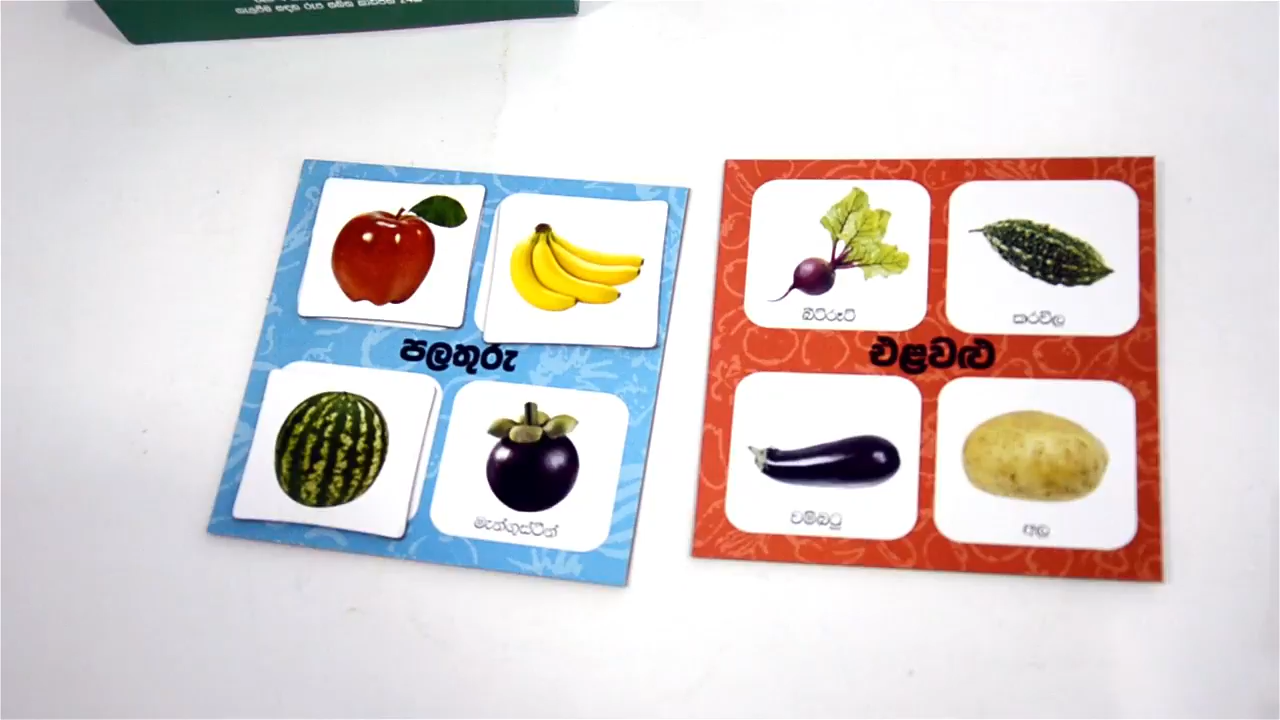 පලතුරු
මැන්ගුස්ටීන්
එළවළු
බීට්රූට්
කරවිල
වම්බටු
අල